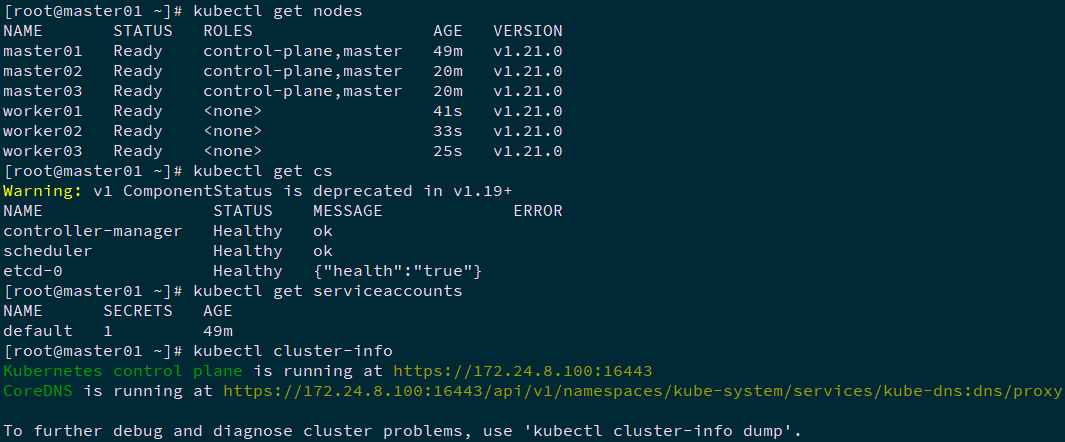 [root@master01 ~]# kubectl get nodes
NAME       STATUS   ROLES                  AGE   VERSION
master01   Ready    control-plane,master   49m   v1.21.0
master02   Ready    control-plane,master   20m   v1.21.0
master03   Ready    control-plane,master   20m   v1.21.0
worker01   Ready    <none>                 41s   v1.21.0
worker02   Ready    <none>                 33s   v1.21.0
worker03   Ready    <none>                 25s   v1.21.0
[root@master01 ~]# kubectl get cs
Warning: v1 ComponentStatus is deprecated in v1.19+
NAME                 STATUS    MESSAGE             ERROR
controller-manager   Healthy   ok
scheduler            Healthy   ok
etcd-0               Healthy   {"health":"true"}
[root@master01 ~]# kubectl get serviceaccounts
NAME      SECRETS   AGE
default   1         49m
[root@master01 ~]# kubectl cluster-info
Kubernetes control plane is running at https://172.24.8.100:16443
CoreDNS is running at https://172.24.8.100:16443/api/v1/namespaces/kube-system/services/kube-dns:dns/proxy
To further debug and diagnose cluster problems, use 'kubectl cluster-info dump'.